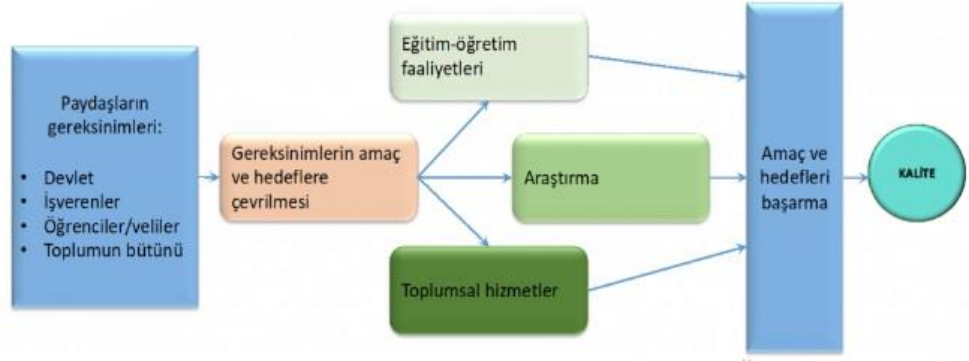 Paydaşların
gereksinimleri:
• Devlet
• İşverenler
• Öğrenciler/veliler
• Toplumun bütünü
Gereksinimlerin amaç
ve hedeflere
çevrilmesi
Eğitim-öğretim
faaliyetleri
Araştırma
Toplumsal hizmetler
Amaç ve
hedefleri
başarma
KALİTE